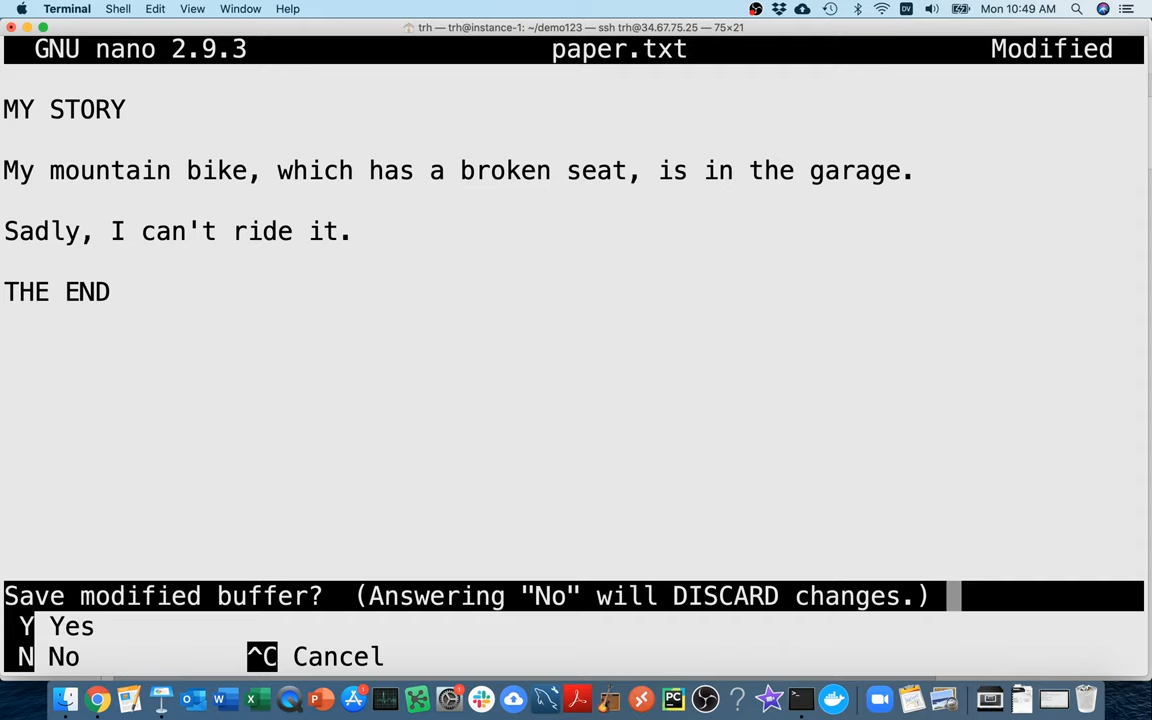 Terminal Shell Edit View Window Help Mon 10:49 AM
trh — trh@instance-1: ~/demo123 — ssh trh@34.67.75.25 — 75×21
GNU nano 2.9.3 paper.txt Modified
MY STORY
My mountain bike, which has a broken seat, is in the garage.
Sadly, I can't ride it.
THE END
Save modified buffer? (Answering "No" will DISCARD changes.)
Y Yes
N No ^C Cancel